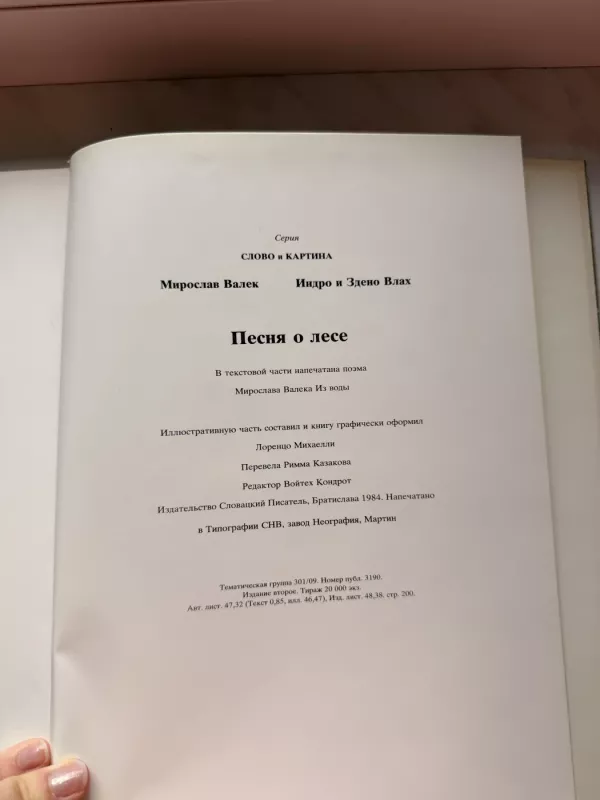 Серия
СЛОВО и КАРТИНА
Мирослав Валек Индро и Здено Влах
Песня о лесе
В текстовой части напечатана поэма
Мирослава Валека Из воды
Иллюстративную часть составил и книгу графически оформил
Лоренцо Михаелли
Перевела Римма Казакова
Редактор Войтех Кондрот
Издательство Словацкий Писатель, Братислава 1984. Напечатано
в Типографии СНВ, завод Неография, Мартин
Тематическая группа 301/09. Номер публ. 3190.
Издание второе. Тираж 20 000 экз.
Авт. лист. 47,32 (Текст 0,85, илл. 46,47), Изд. лист. 48,38, стр. 200.